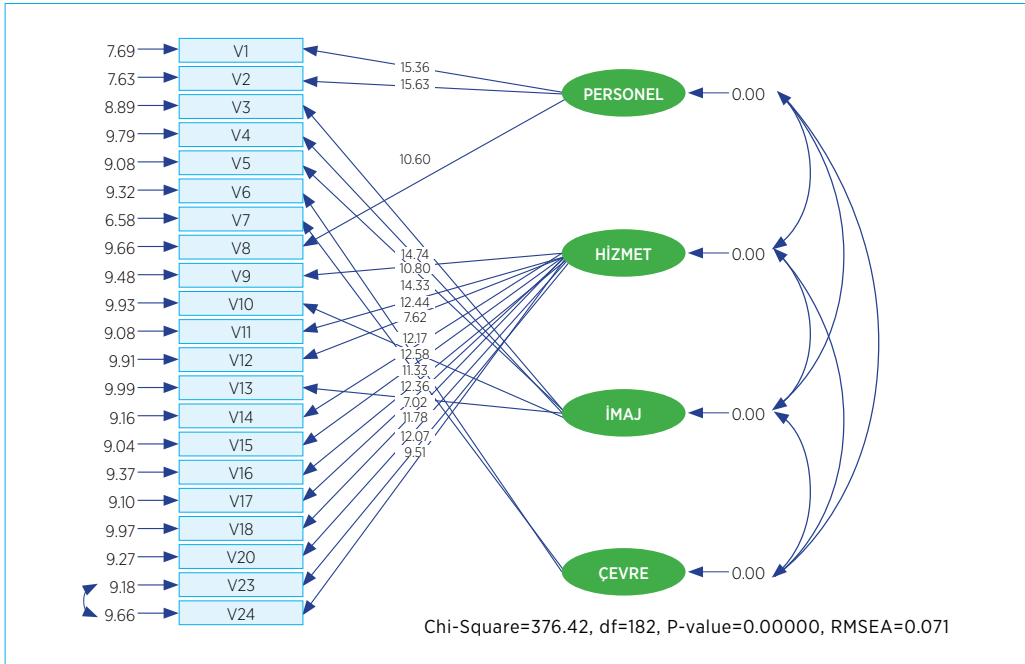 7.69 V1
7.63 V2
8.89 V3
9.79 V4
9.08 V5
9.32 V6
6.58 V7
9.66 V8
9.48 V9
9.93 V10
9.08 V11
9.91 V12
9.99 V13
9.16 V14
9.04 V15
9.37 V16
9.10 V17
9.97 V18
9.27 V20
9.18 V23
9.66 V24
15.36
15.63
10.60
14.74
10.80
14.33
12.44
7.62
12.17
12.58
11.33
12.36
7.02
11.78
12.07
9.51
PERSONEL 0.00
HİZMET 0.00
İMAJ 0.00
ÇEVRE 0.00
Chi-Square=376.42, df=182, P-value=0.00000, RMSEA=0.071